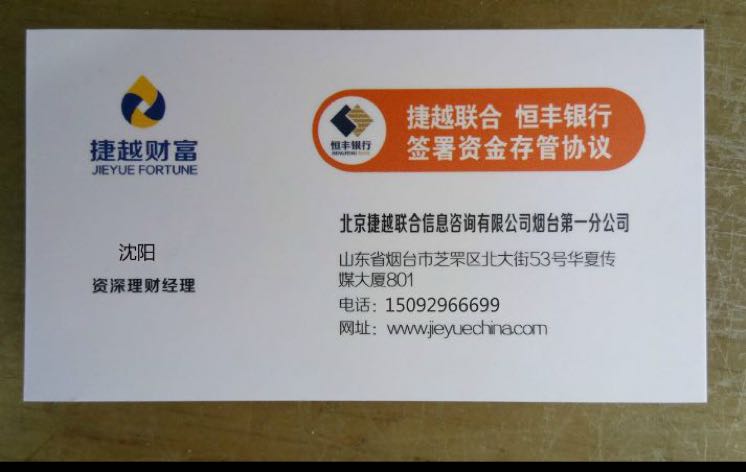 捷越财富
JIEYUE FORTUNE
沈阳
资深理财经理
恒丰银行
捷越联合 恒丰银行
签署资金存管协议
北京捷越联合信息咨询有限公司烟台第一分公司
山东省烟台市芝罘区北大街53号华夏传
媒大厦801
电话：15092966699
网址：www.jieyuechina.com